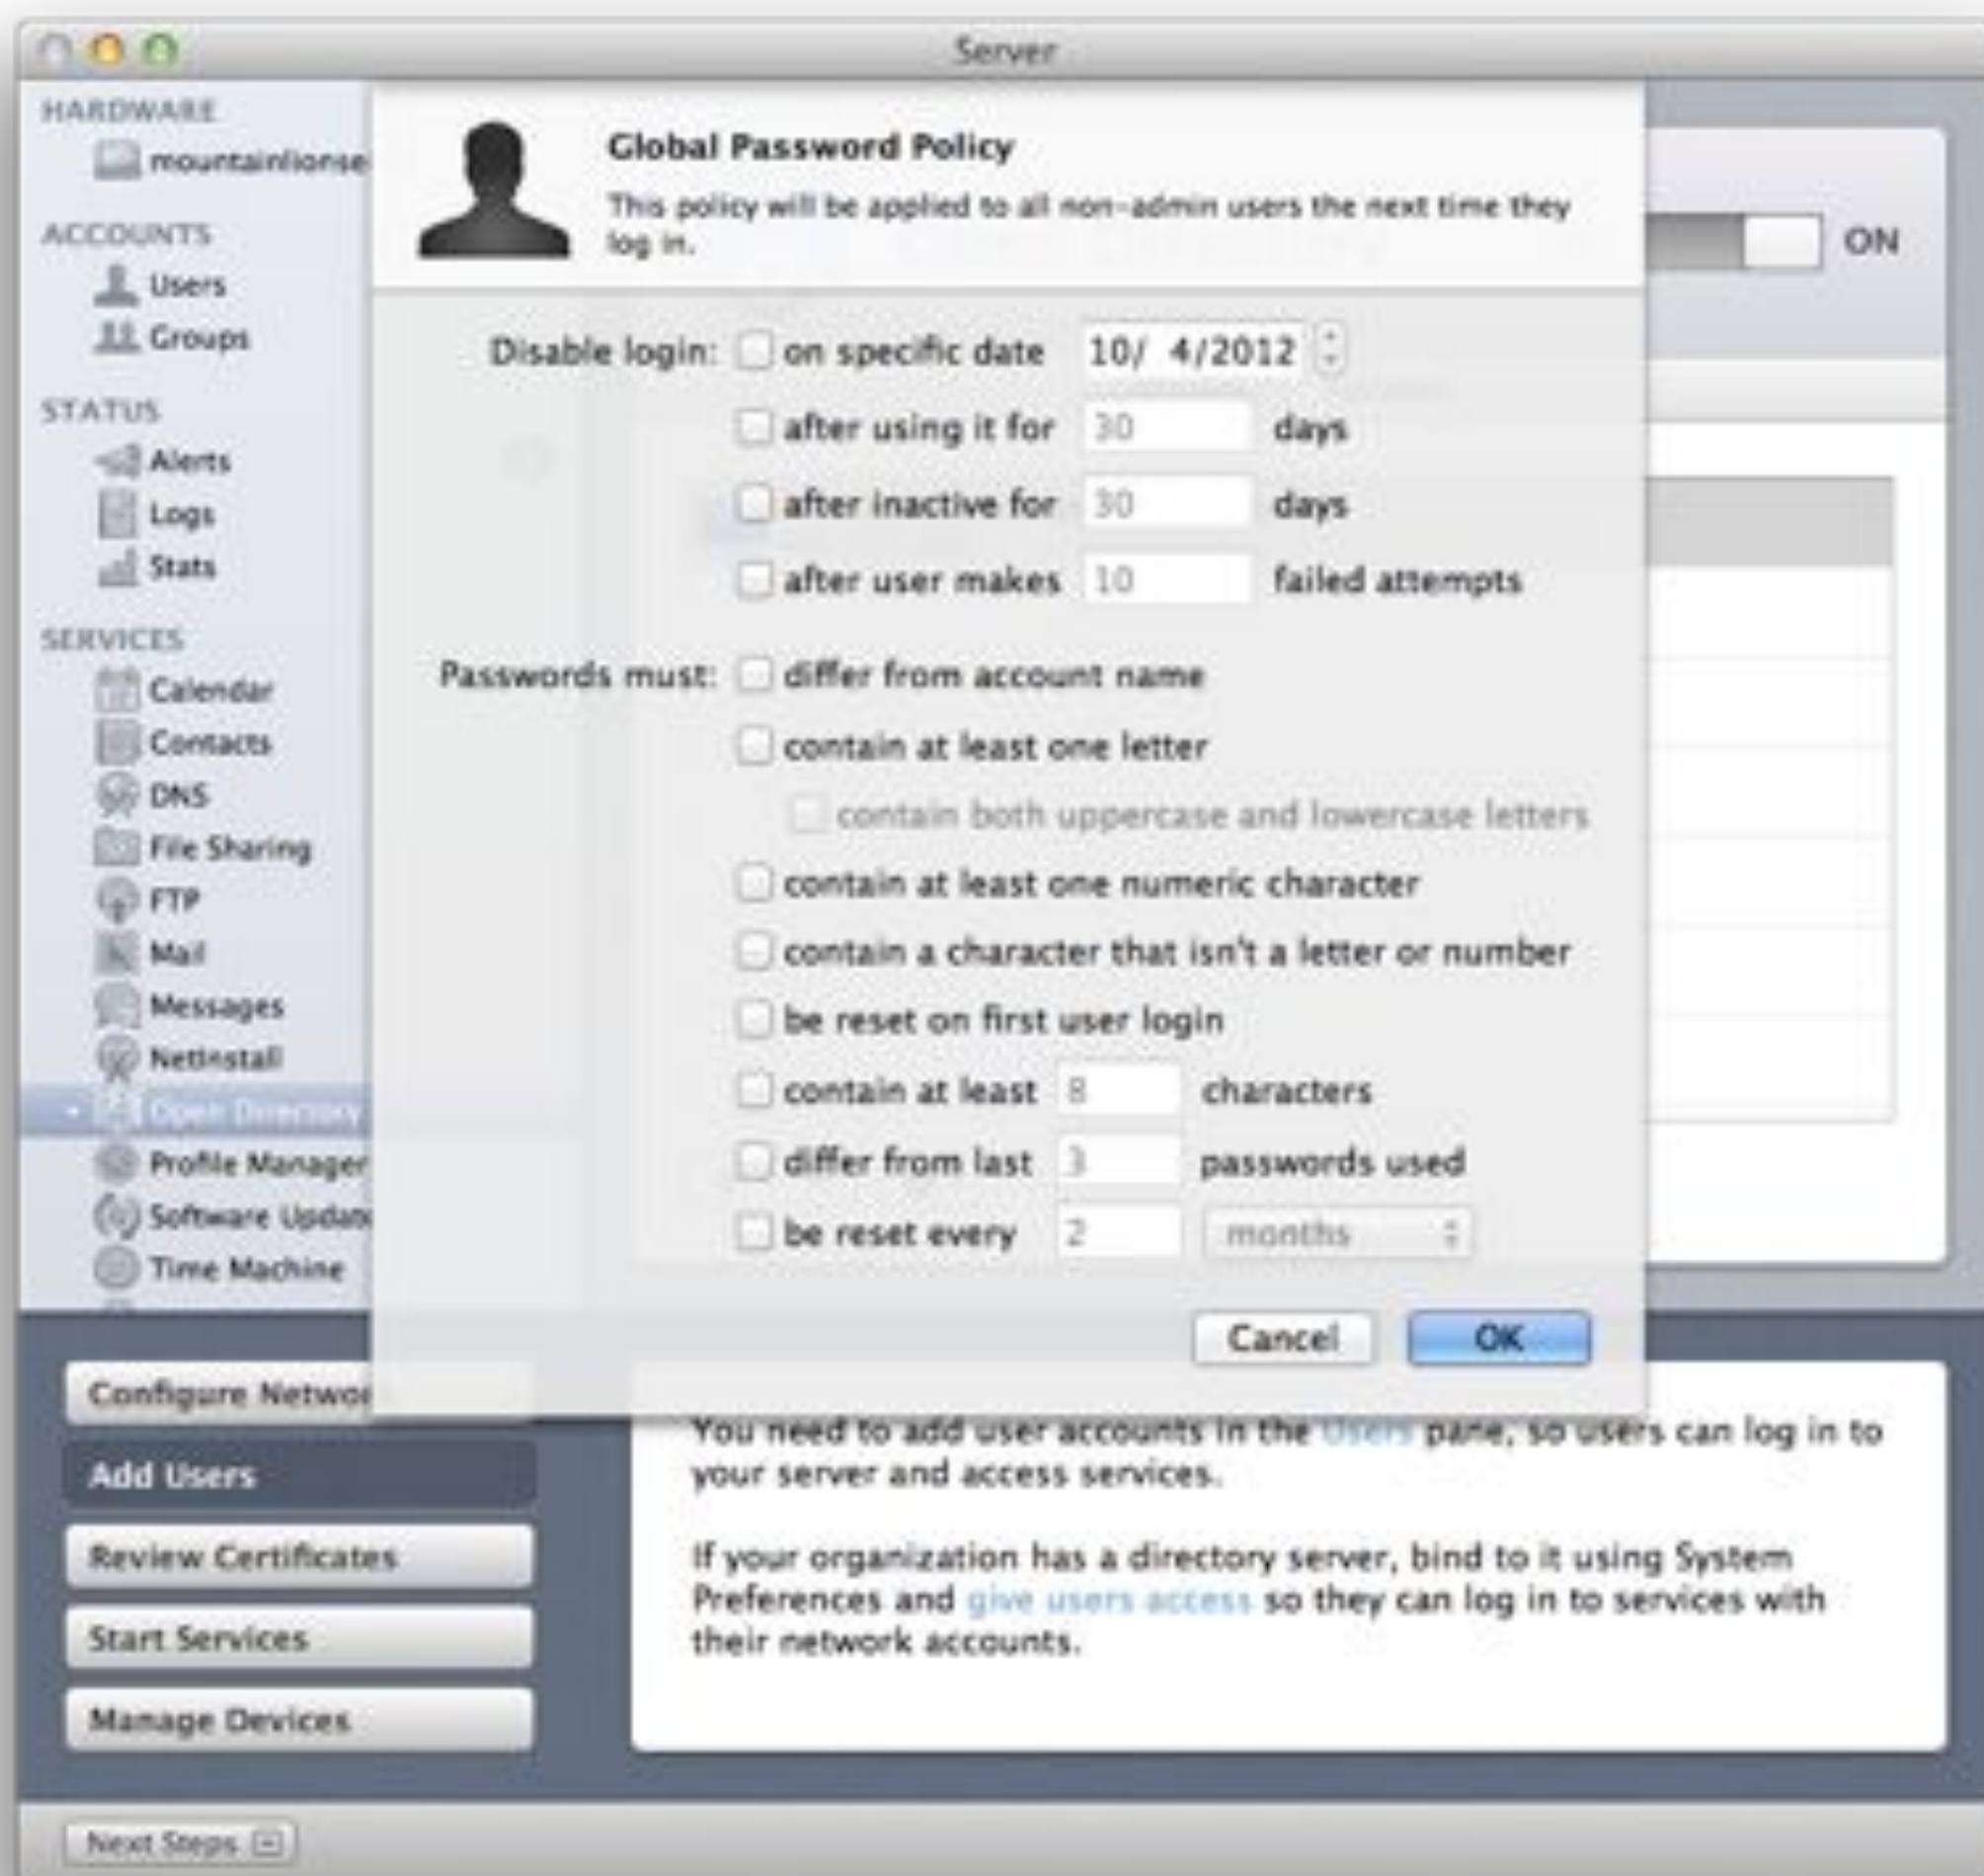 Server
HARDWARE
mountainlionse
ACCOUNTS
Users
Groups
STATUS
Alerts
Logs
Stats
SERVICES
Calendar
Contacts
DNS
File Sharing
FTP
Mail
Messages
NetInstall
Open Directory
Profile Manager
Software Updat
Time Machine
Global Password Policy
This policy will be applied to all non-admin users the next time they
log in.
ON
Disable login: on specific date 10/ 4/2012
after using it for 30 days
after inactive for 30 days
after user makes 10 failed attempts
Passwords must: differ from account name
contain at least one letter
contain both uppercase and lowercase letters
contain at least one numeric character
contain a character that isn't a letter or number
be reset on first user login
contain at least 8 characters
differ from last 3 passwords used
be reset every 2 months
Cancel OK
Configure Networ
Add Users
Review Certificates
Start Services
Manage Devices
You need to add user accounts in the Users pane, so users can log in to
your server and access services.
If your organization has a directory server, bind to it using System
Preferences and give users access so they can log in to services with
their network accounts.
Next Steps